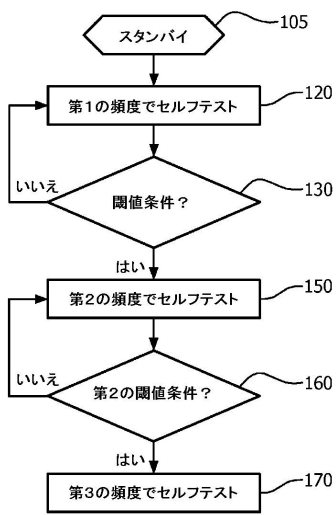 スタンバイ
105
第1の頻度でセルフテスト
120
閾値条件？
130
いいえ
はい
第2の頻度でセルフテスト
150
いいえ
第2の閾値条件？
160
はい
第3の頻度でセルフテスト
170